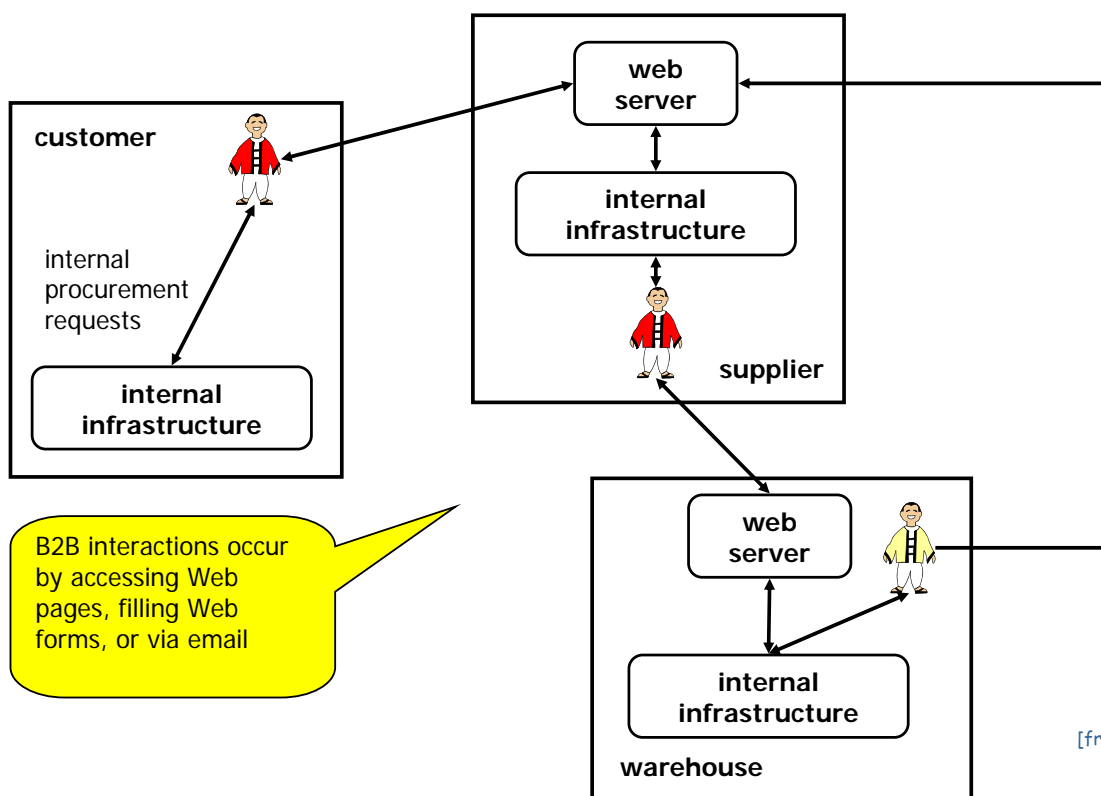 customer
internal
procurement
requests
internal
infrastructure
web
server
internal
infrastructure
supplier
B2B interactions occur
by accessing Web
pages, filling Web
forms, or via email
web
server
internal
infrastructure
warehouse